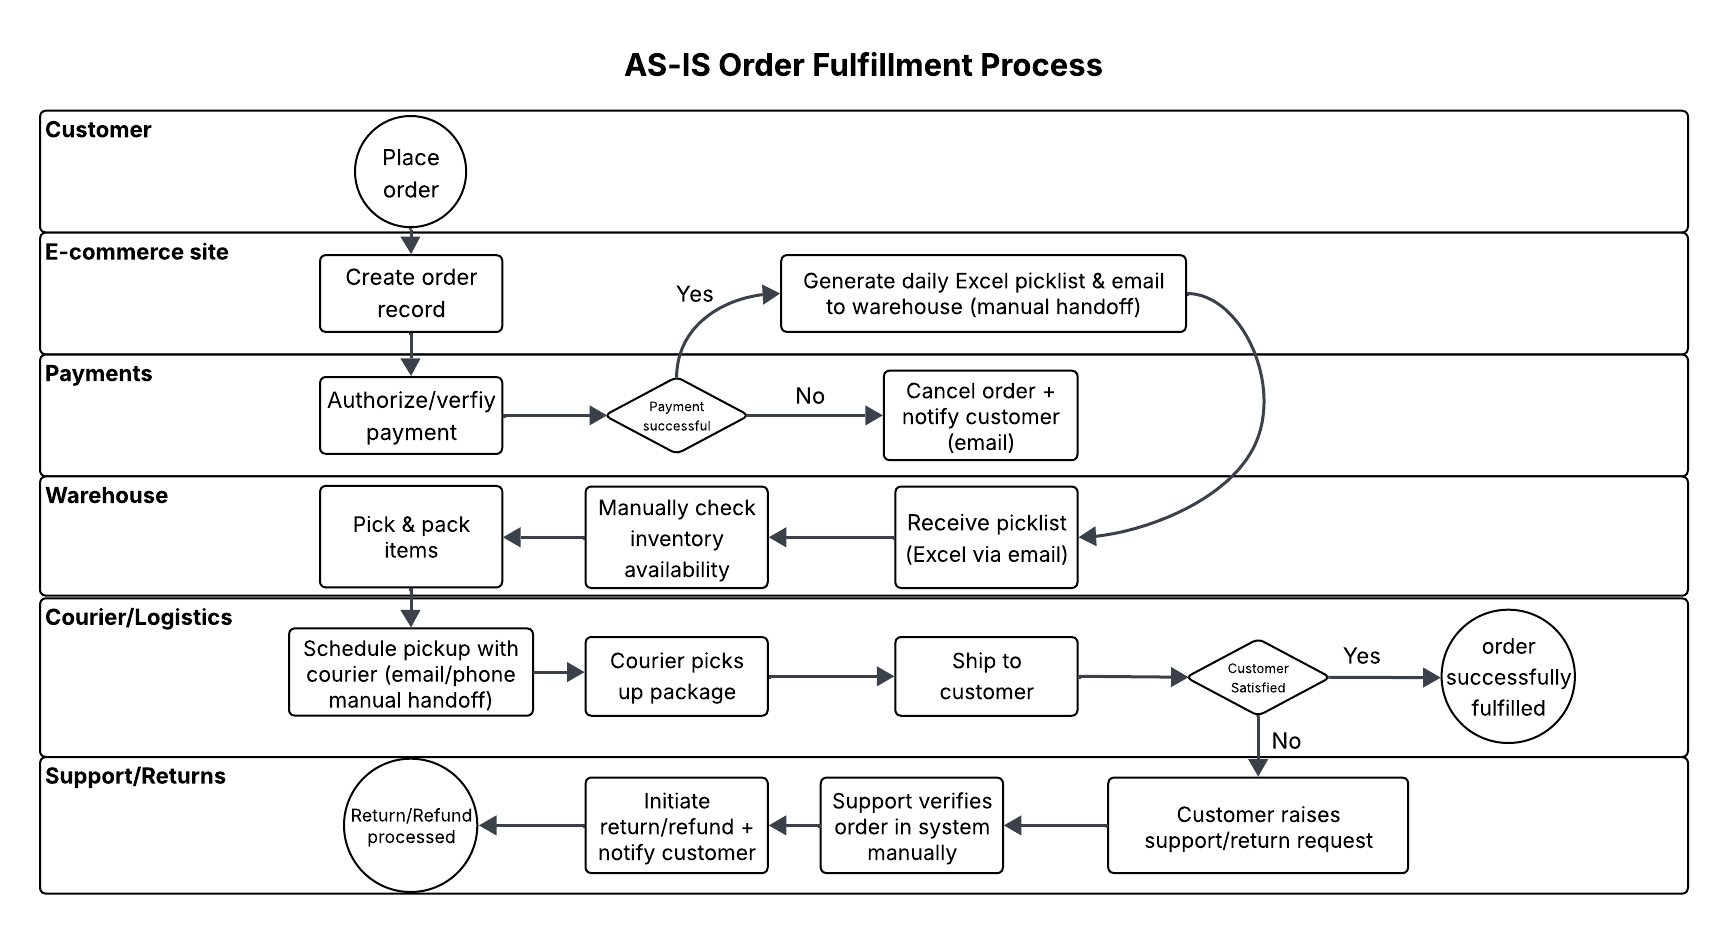 AS-IS Order Fulfillment Process
Customer
Place
order
E-commerce site
Create order
record
Yes
Generate daily Excel picklist & email
to warehouse (manual handoff)
Payments
Authorize/verfiy
payment
Payment
successful
No
Cancel order +
notify customer
(email)
Warehouse
Pick & pack
items
Manually check
inventory
availability
Receive picklist
(Excel via email)
Courier/Logistics
Schedule pickup with
courier (email/phone
manual handoff)
Courier picks
up package
Ship to
customer
Customer
Satisfied
Yes
order
successfully
fulfilled
No
Support/Returns
Return/Refund
processed
Initiate
return/refund +
notify customer
Support verifies
order in system
manually
Customer raises
support/return request